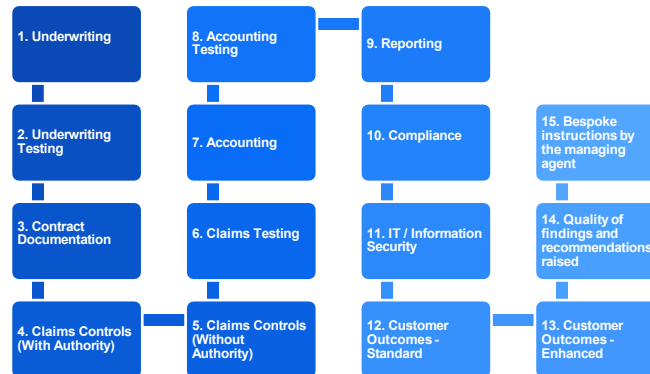 1. Underwriting
2. Underwriting
Testing
3. Contract
Documentation
4. Claims Controls
(With Authority)
5. Claims Controls
(Without
Authority)
6. Claims Testing
7. Accounting
8. Accounting
Testing
9. Reporting
10. Compliance
11. IT / Information
Security
12. Customer
Outcomes -
Standard
13. Customer
Outcomes -
Enhanced
14. Quality of
findings and
recommendations
raised
15. Bespoke
instructions by
the managing
agent